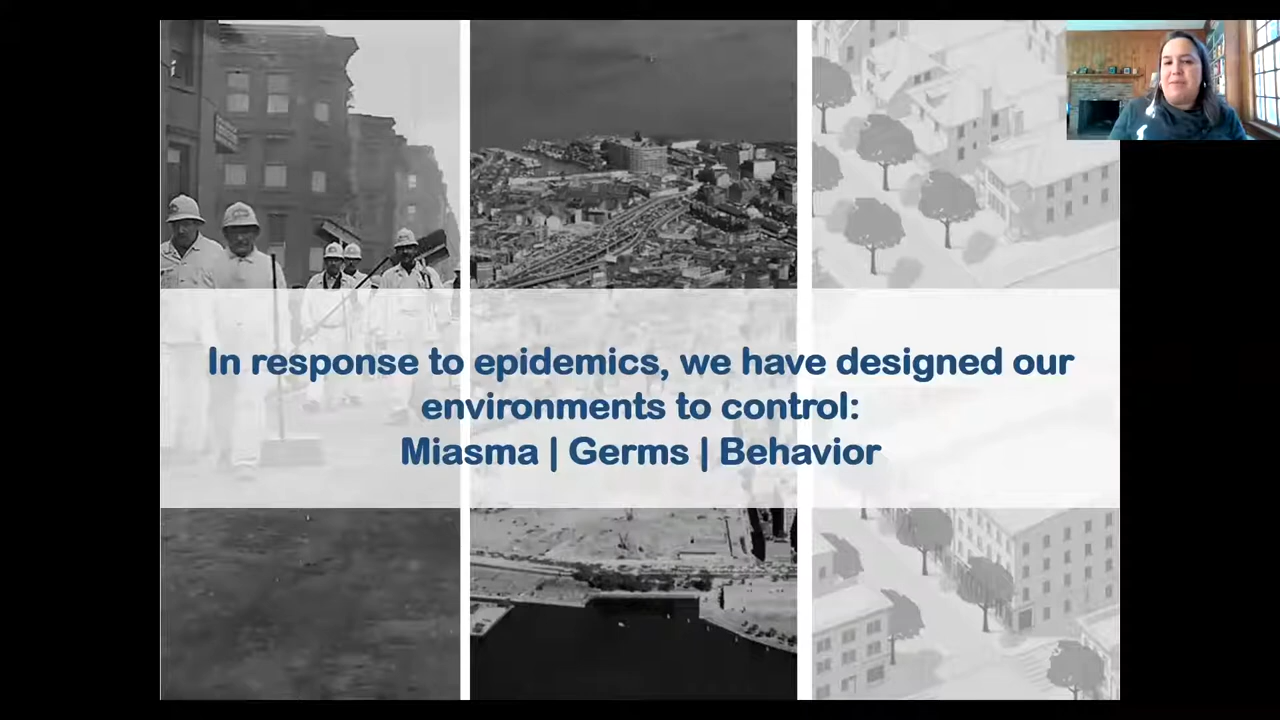 In response to epidemics, we have designed our
environments to control:
Miasma | Germs | Behavior